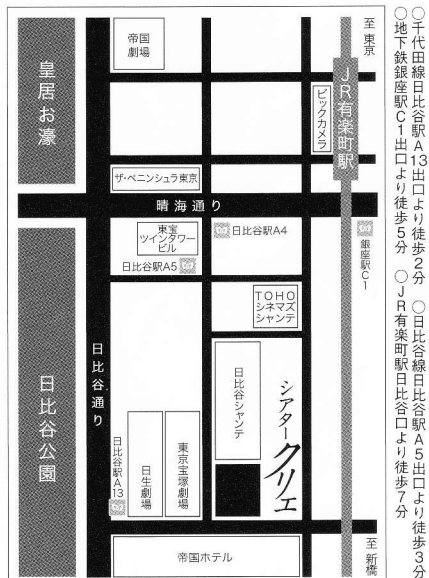 ○千代田線日比谷駅A13出口より徒歩2分 ○日比谷線日比谷駅A5出口より徒歩3分
○地下鉄銀座駅C1出口より徒歩5分 ○JR有楽町駅日比谷口より徒歩7分
至東京
帝国
劇場
皇居お濠
JR有楽町駅
ビックカメラ
ザ・ペニンシュラ東京
晴海通り
東宝
ツインタワー
ビル
日比谷駅A4
日比谷駅A5
銀座駅C1
TOHO
シネマズ
シャンテ
日比谷通り
日比谷公園
日比谷シャンテ
シアタークリエ
東京宝塚劇場
日生劇場
日比谷駅A13
帝国ホテル
至新橋